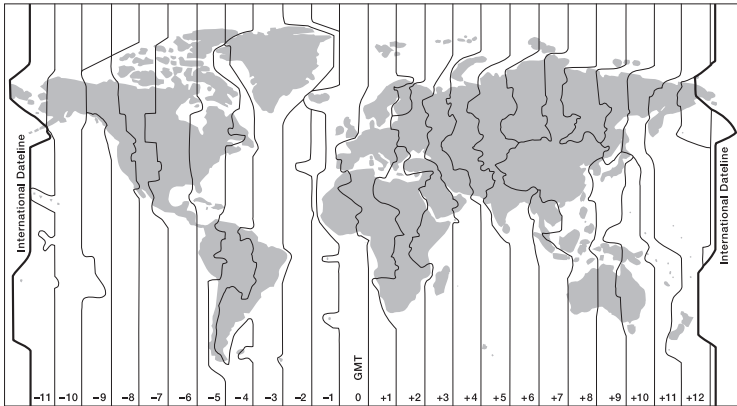 International Dateline
International Dateline
GMT
−11 −10 −9 −8 −7 −6 −5 −4 −3 −2 −1 0 +1 +2 +3 +4 +5 +6 +7 +8 +9 +10 +11 +12